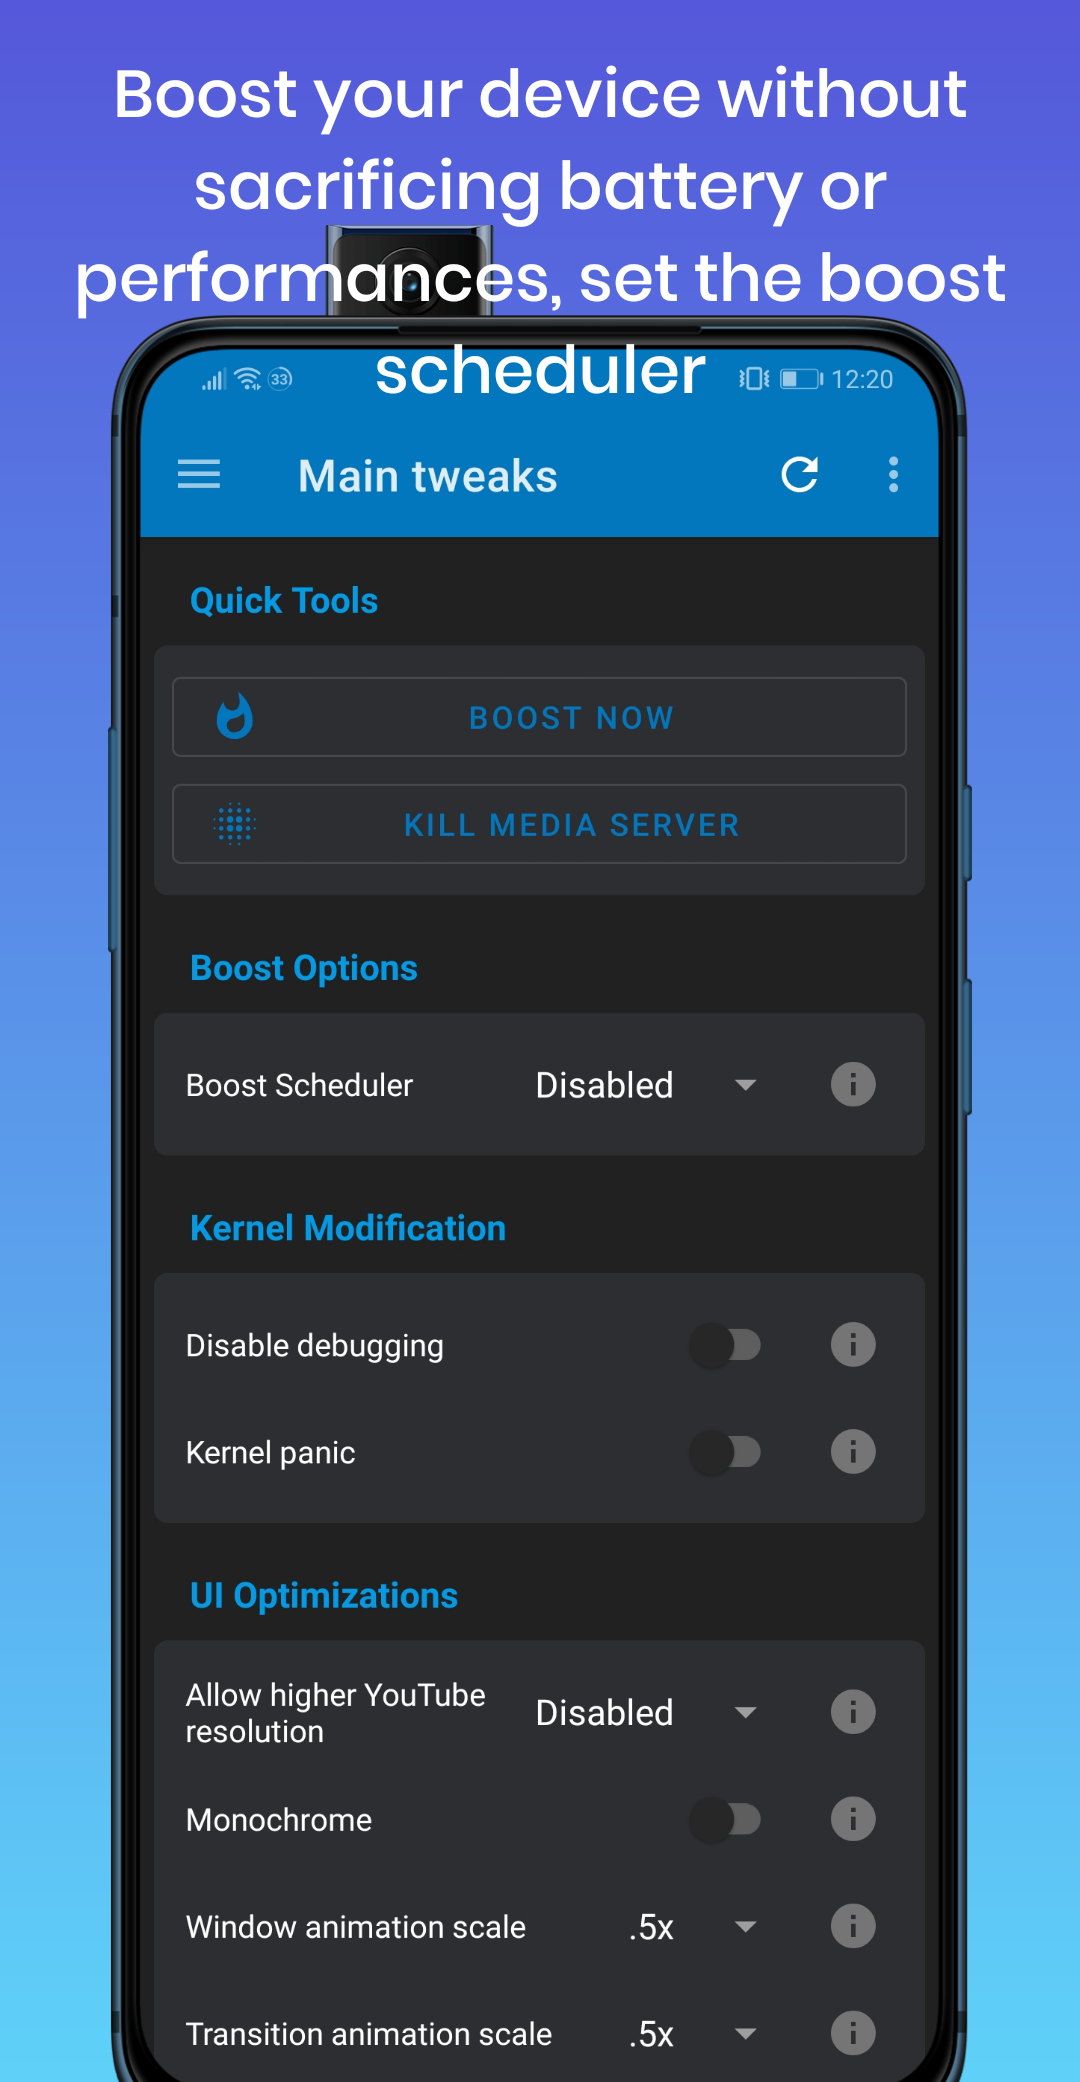 Boost your device without
sacrificing battery or
performances, set the boost
scheduler
33 12:20
Main tweaks
Quick Tools
BOOST NOW
KILL MEDIA SERVER
Boost Options
Boost Scheduler Disabled
Kernel Modification
Disable debugging
Kernel panic
UI Optimizations
Allow higher YouTube
resolution Disabled
Monochrome
Window animation scale .5x
Transition animation scale .5x